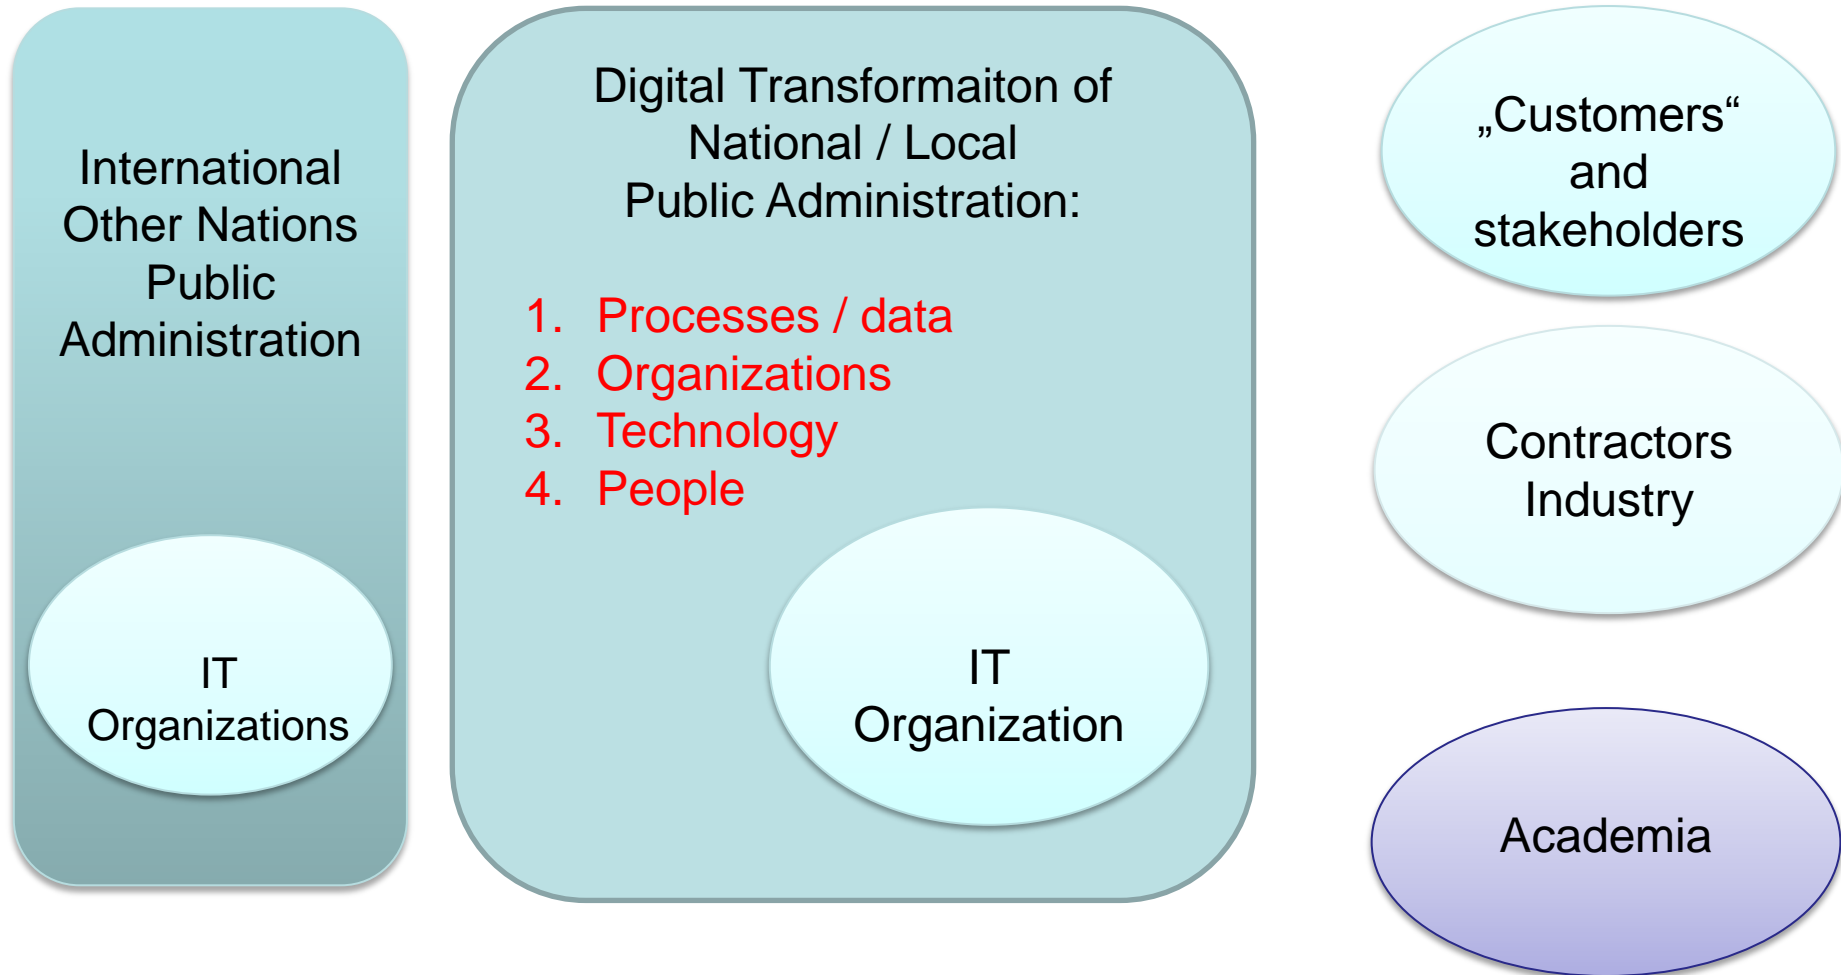 International
Other Nations
Public
Administration
IT
Organizations
Digital Transformaiton of
National / Local
Public Administration:
1. Processes / data
2. Organizations
3. Technology
4. People
IT
Organization
„Customers“
and
stakeholders
Contractors
Industry
Academia